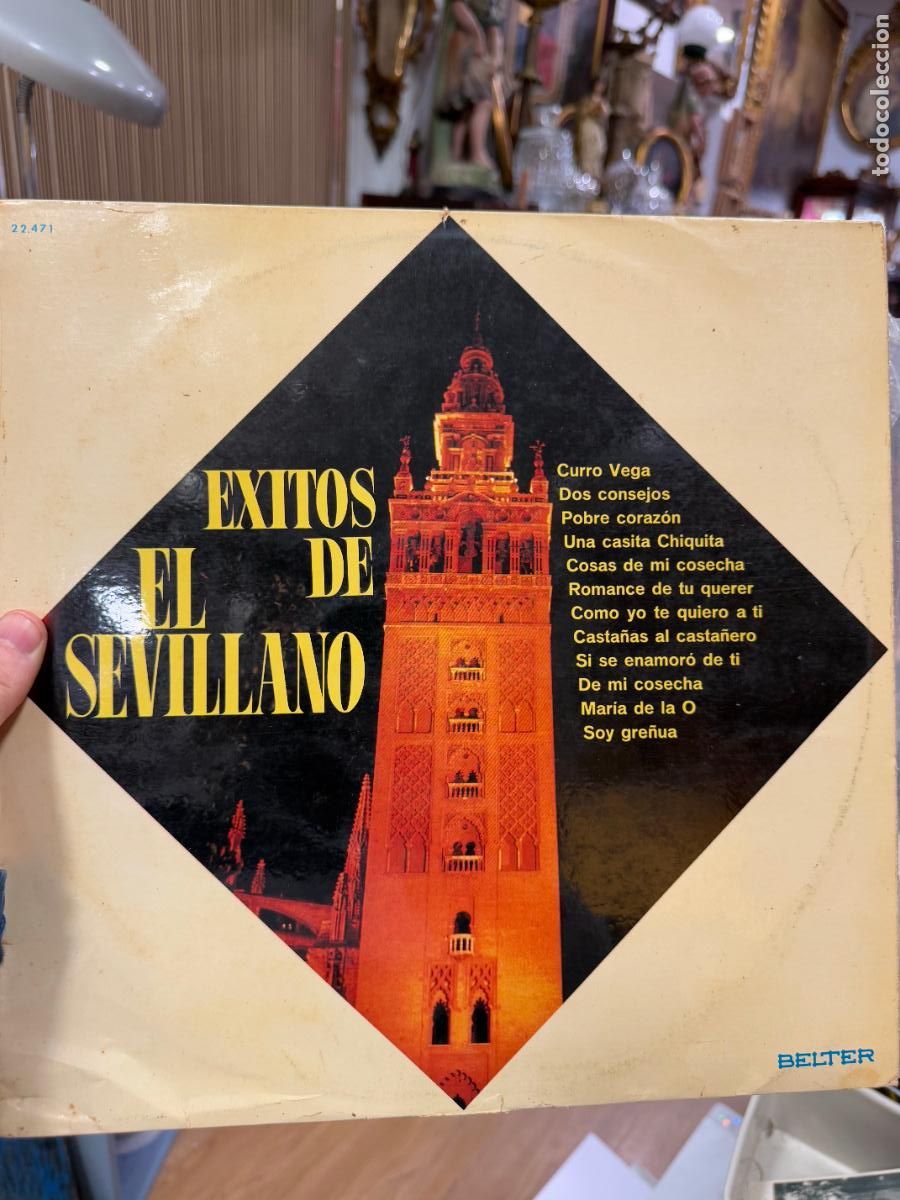 22.471
EXITOS
DE
EL
SEVILLANO
Curro Vega
Dos consejos
Pobre corazón
Una casita Chiquita
Cosas de mi cosecha
Romance de tu querer
Como yo te quiero a ti
Castañas al castañero
Si se enamoró de ti
De mi cosecha
Maria de la O
Soy greñua
BELTER
todocoleccion